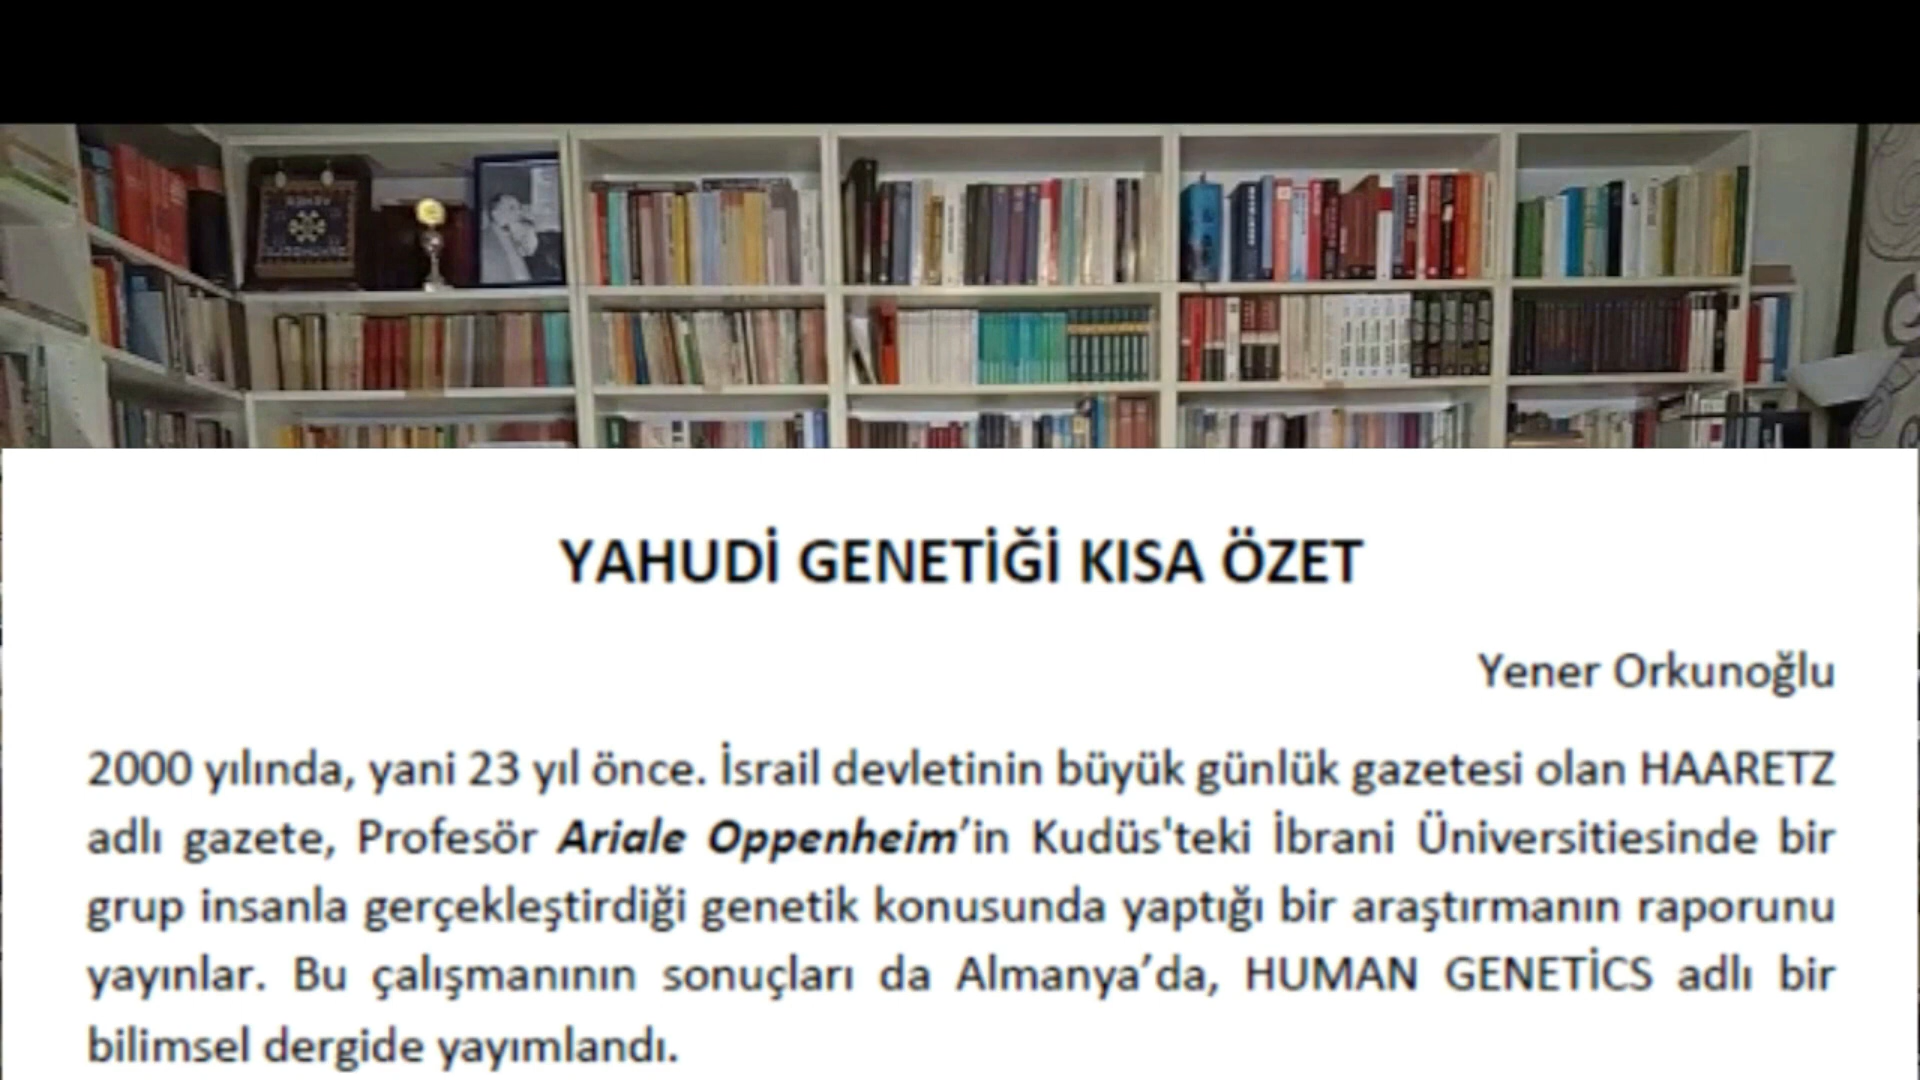 YAHUDİ GENETİĞİ KISA ÖZET
Yener Orkunoğlu
2000 yılında, yani 23 yıl önce. İsrail devletinin büyük günlük gazetesi olan HAARETZ
adlı gazete, Profesör Ariale Oppenheim’in Kudüs'teki İbrani Üniversitiesinde bir
grup insanla gerçekleştirdiği genetik konusunda yaptığı bir araştırmanın raporunu
yayınlar. Bu çalışmanının sonuçları da Almanya’da, HUMAN GENETİCS adlı bir
bilimsel dergide yayımlandı.